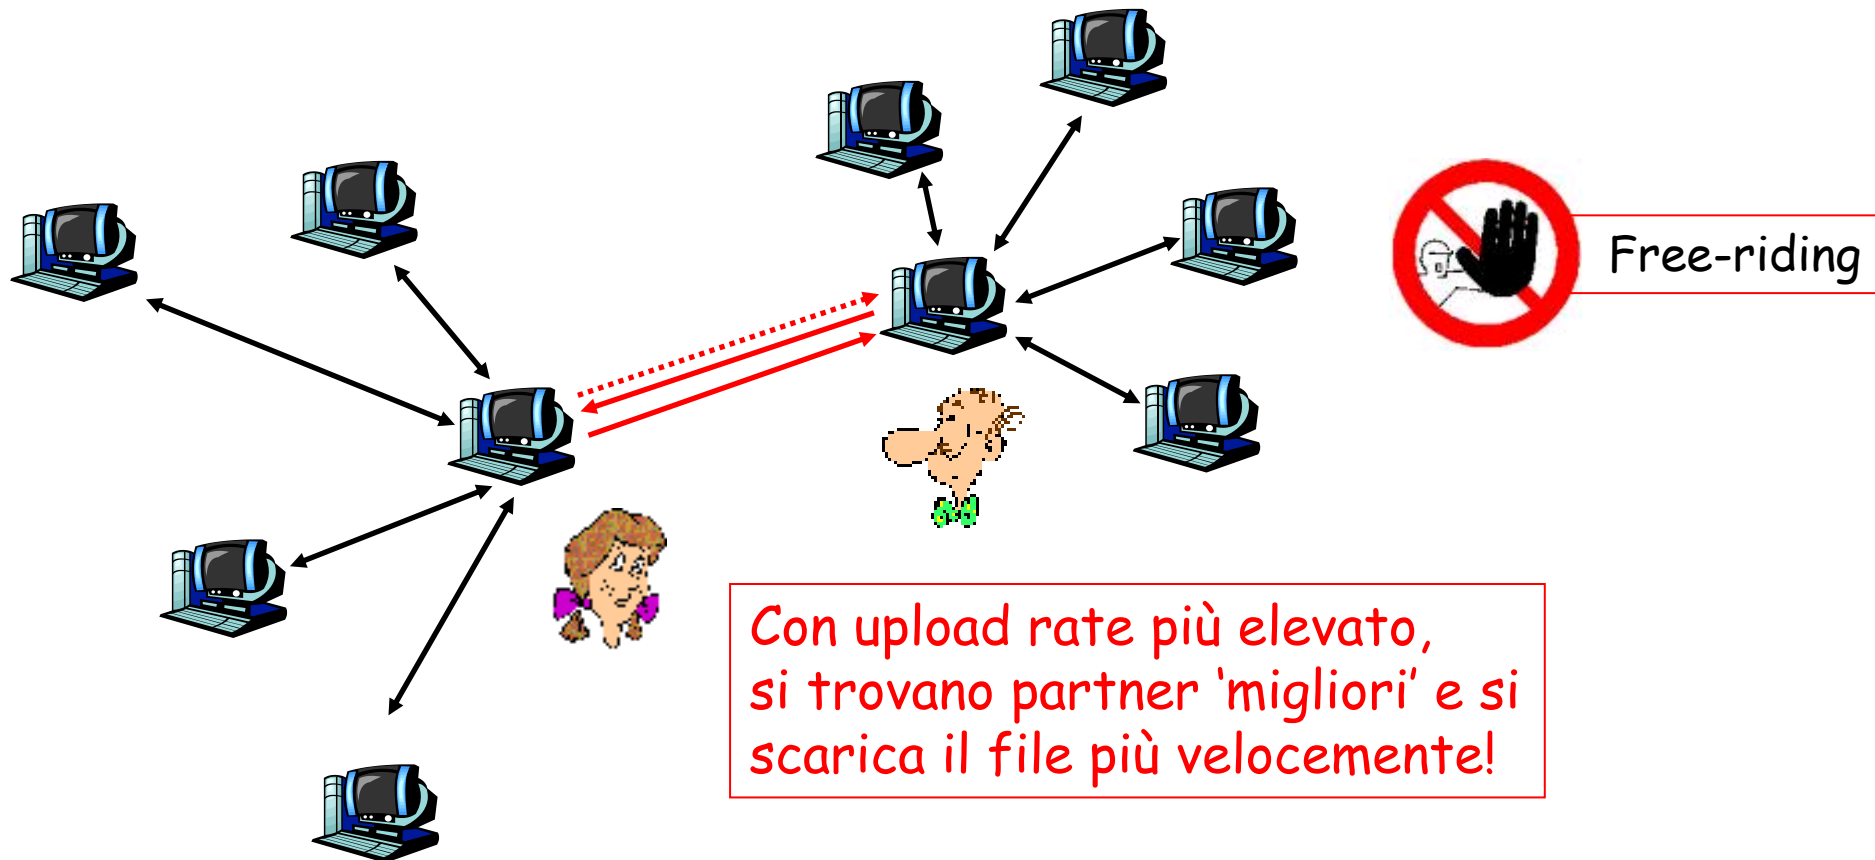 Free-riding
Con upload rate più elevato,
si trovano partner ‘migliori’ e si
scarica il file più velocemente!